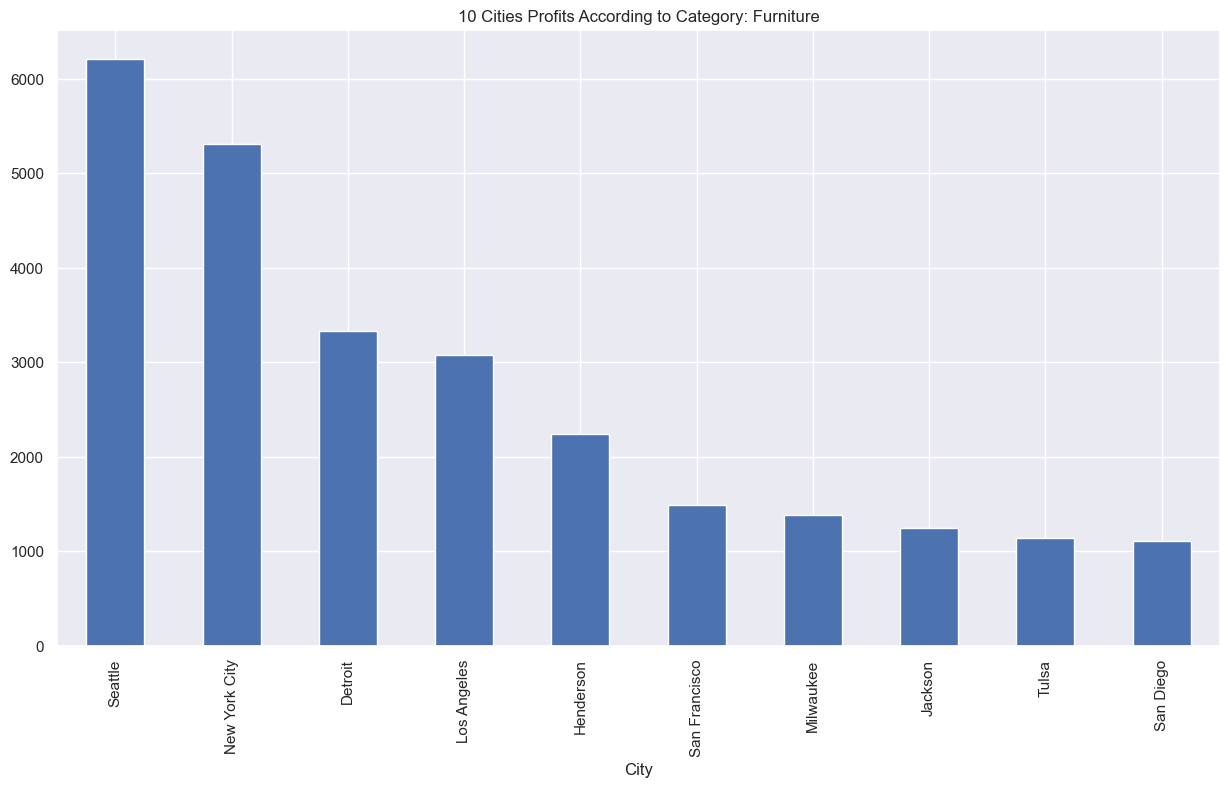 10 Cities Profits According to Category: Furniture
6000
5000
4000
3000
2000
1000
0
Seattle
New York City
Detroit
Los Angeles
Henderson
San Francisco
Milwaukee
Jackson
Tulsa
San Diego
City